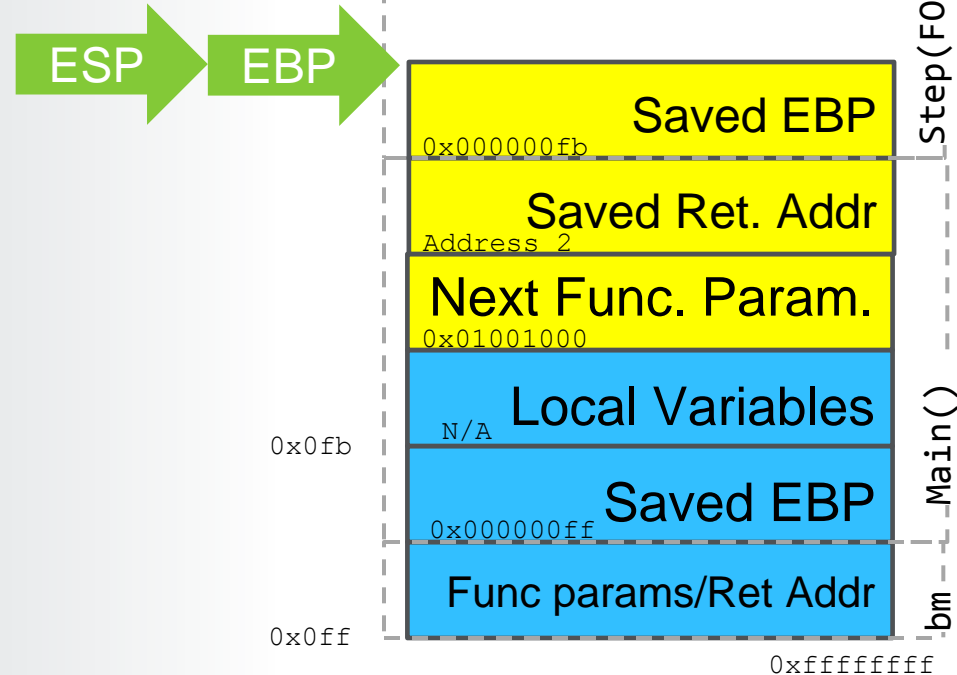 ESP
EBP
Saved EBP
0x000000fb
Saved Ret. Addr
Address 2
Next Func. Param.
0x01001000
Local Variables
N/A
0x0fb
Saved EBP
0x000000ff
Func params/Ret Addr
0x0ff
0xffffffff
Step(FO
Main()
bm